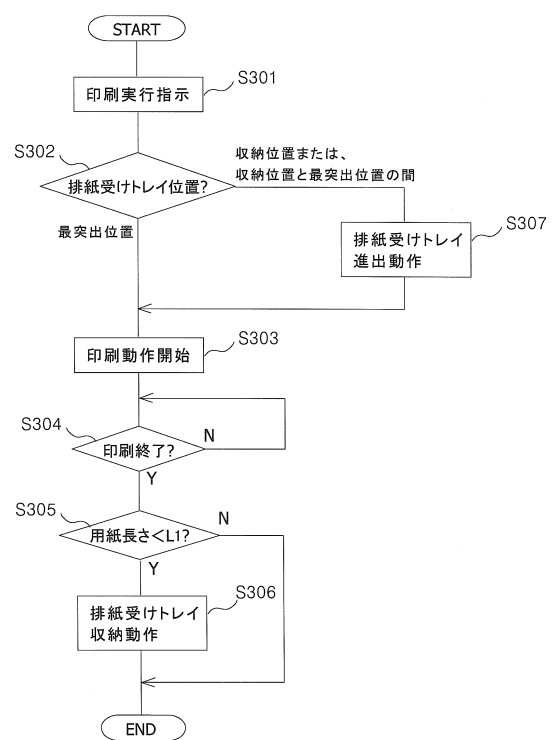 START
印刷実行指示
S301
S302
排紙受けトレイ位置?
収納位置または、
収納位置と最突出位置の間
最突出位置
排紙受けトレイ
進出動作
S307
印刷動作開始
S303
S304
印刷終了?
N
Y
S305
用紙長さ<L1?
N
Y
排紙受けトレイ
収納動作
S306
END